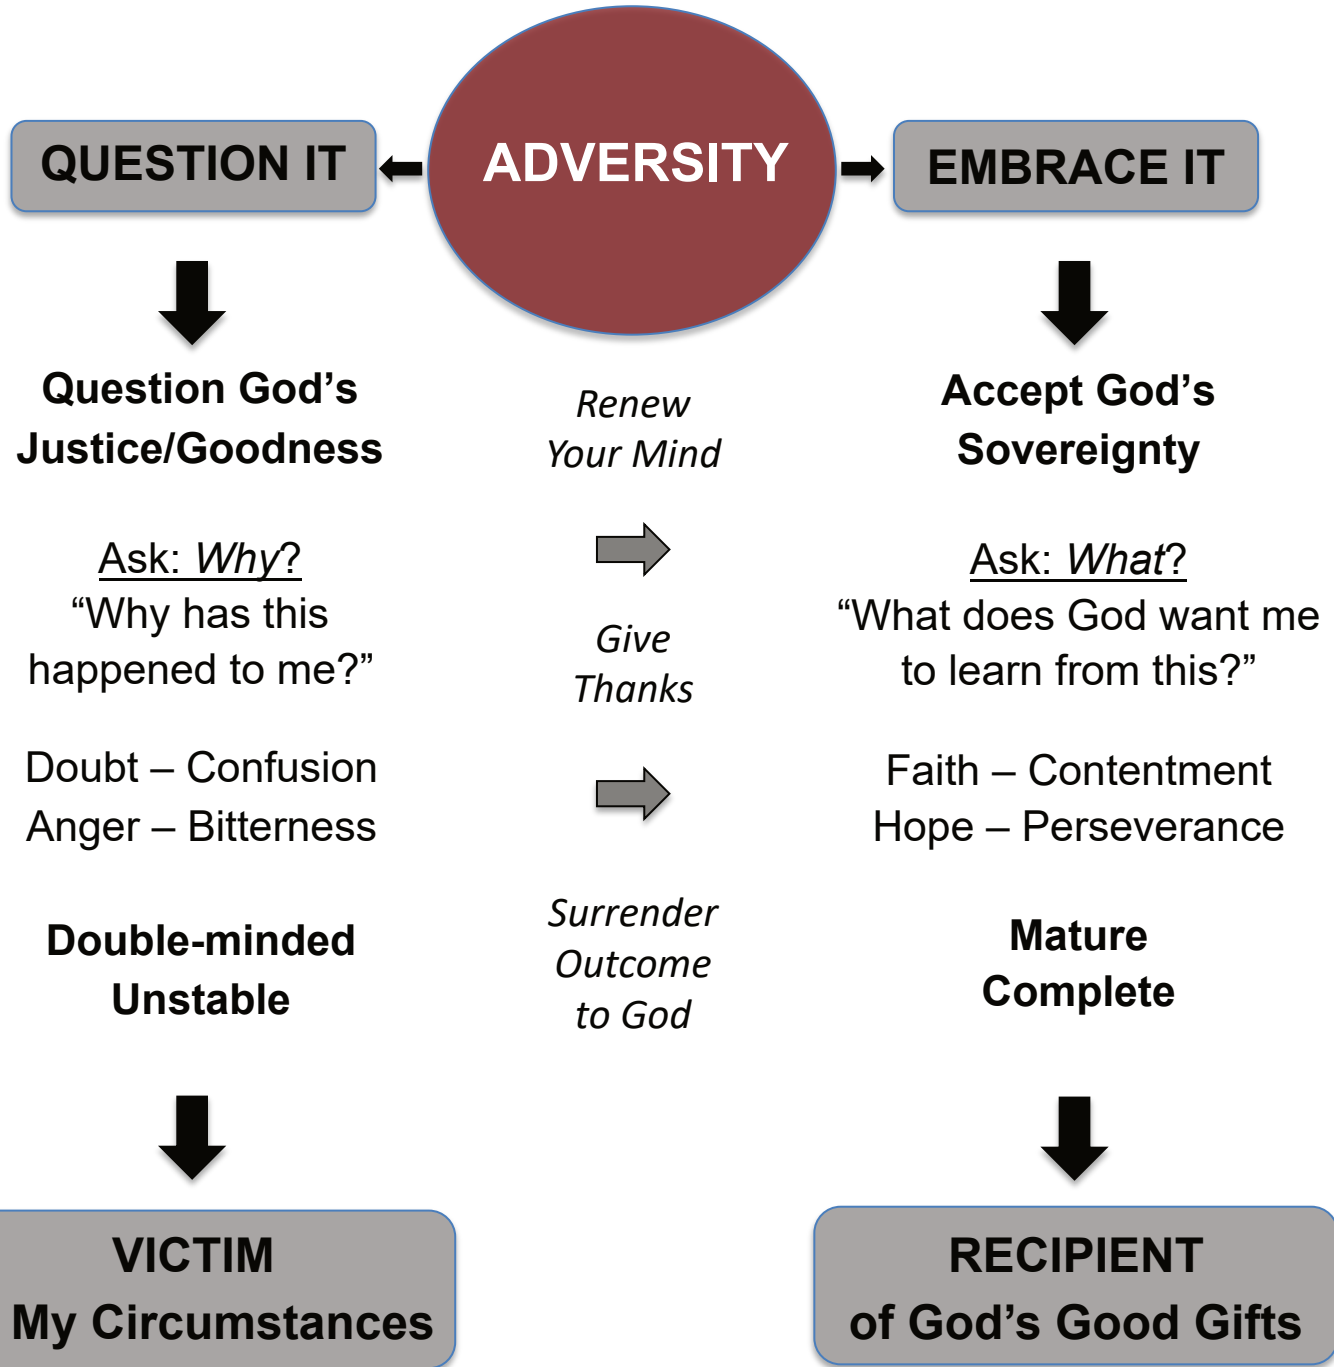 ADVERSITY
QUESTION IT
Question God’s
Justice/Goodness
Ask: Why?
“Why has this
happened to me?”
Doubt – Confusion
Anger – Bitterness
Double-minded
Unstable
VICTIM
My Circumstances
Renew
Your Mind
Give
Thanks
Surrender
Outcome
to God
EMBRACE IT
Accept God’s
Sovereignty
Ask: What?
“What does God want me
to learn from this?”
Faith – Contentment
Hope – Perseverance
Mature
Complete
RECIPIENT
of God’s Good Gifts